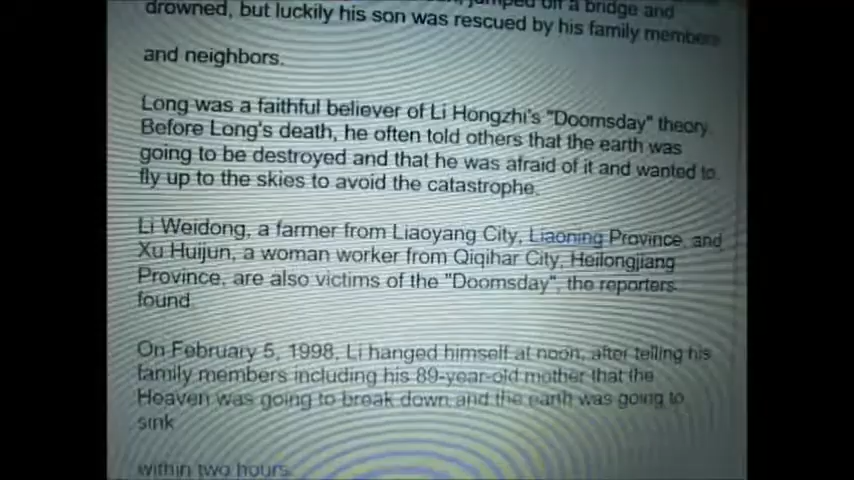 jumped off a bridge and
drowned, but luckily his son was rescued by his family members
and neighbors.
Long was a faithful believer of Li Hongzhi's "Doomsday" theory.
Before Long's death, he often told others that the earth was
going to be destroyed and that he was afraid of it and wanted to
fly up to the skies to avoid the catastrophe.
Li Weidong, a farmer from Liaoyang City, Liaoning Province, and
Xu Huijun, a woman worker from Qiqihar City, Heilongjiang
Province, are also victims of the "Doomsday", the reporters
found.
On February 5, 1998, Li hanged himself at noon, after telling his
family members including his 89-year-old mother that the
Heaven was going to break down and the earth was going to
sink
within two hours.